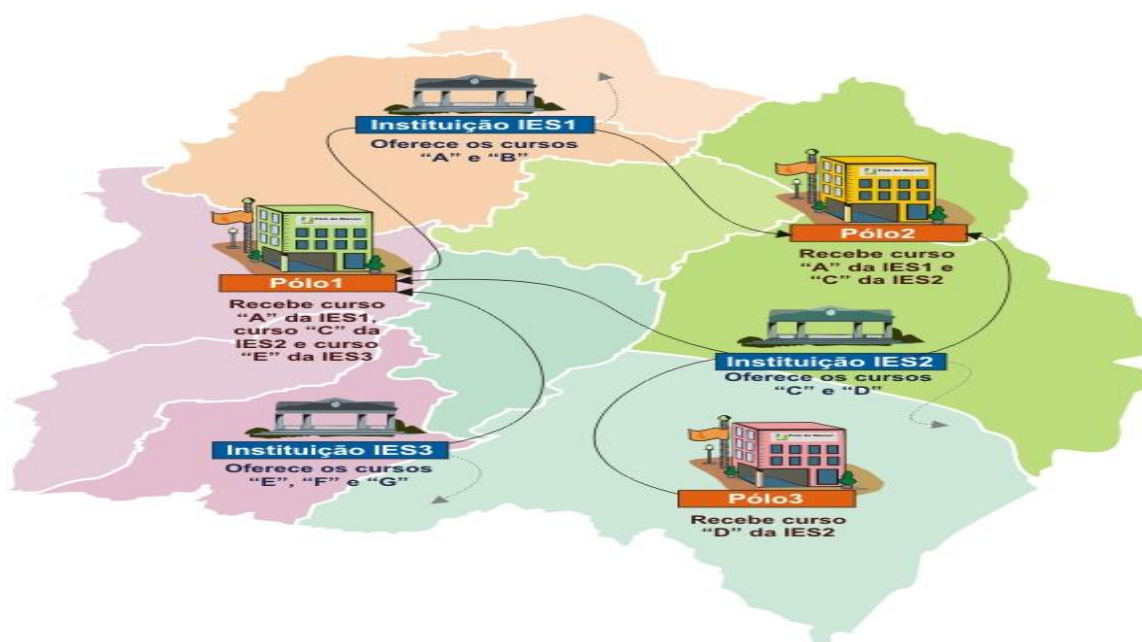 Instituição IES1
Oferece os cursos
“A” e “B”
Pólo2
Recebe curso
“A” da IES1 e
“C” da IES2
Pólo1
Recebe curso
“A” da IES1,
curso “C” da
IES2 e curso
“E” da IES3
Instituição IES2
Oferece os cursos
“C” e “D”
Instituição IES3
Oferece os cursos
“E”, “F” e “G”
Pólo3
Recebe curso
“D” da IES2